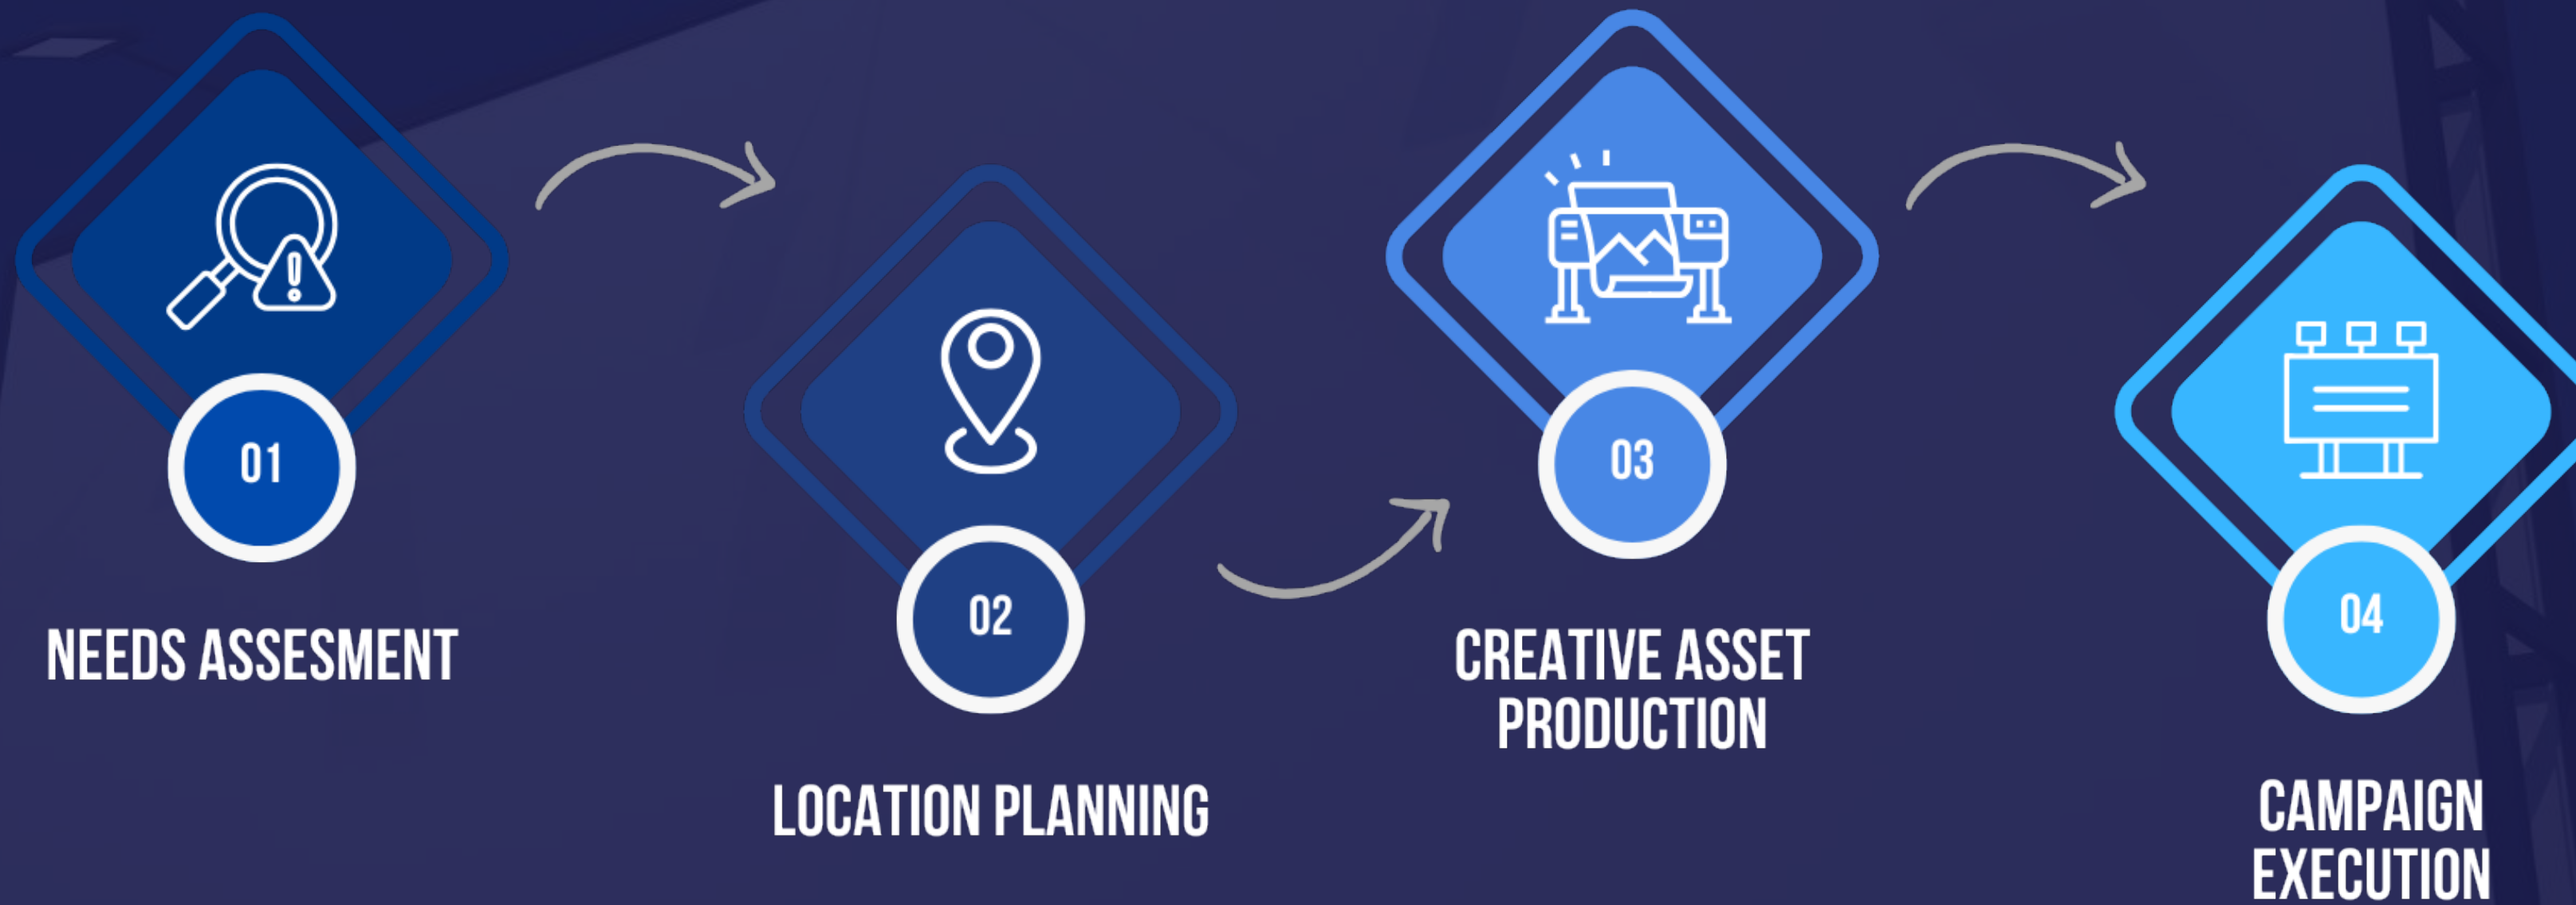 01
NEEDS ASSESMENT
02
LOCATION PLANNING
03
CREATIVE ASSET
PRODUCTION
04
CAMPAIGN
EXECUTION